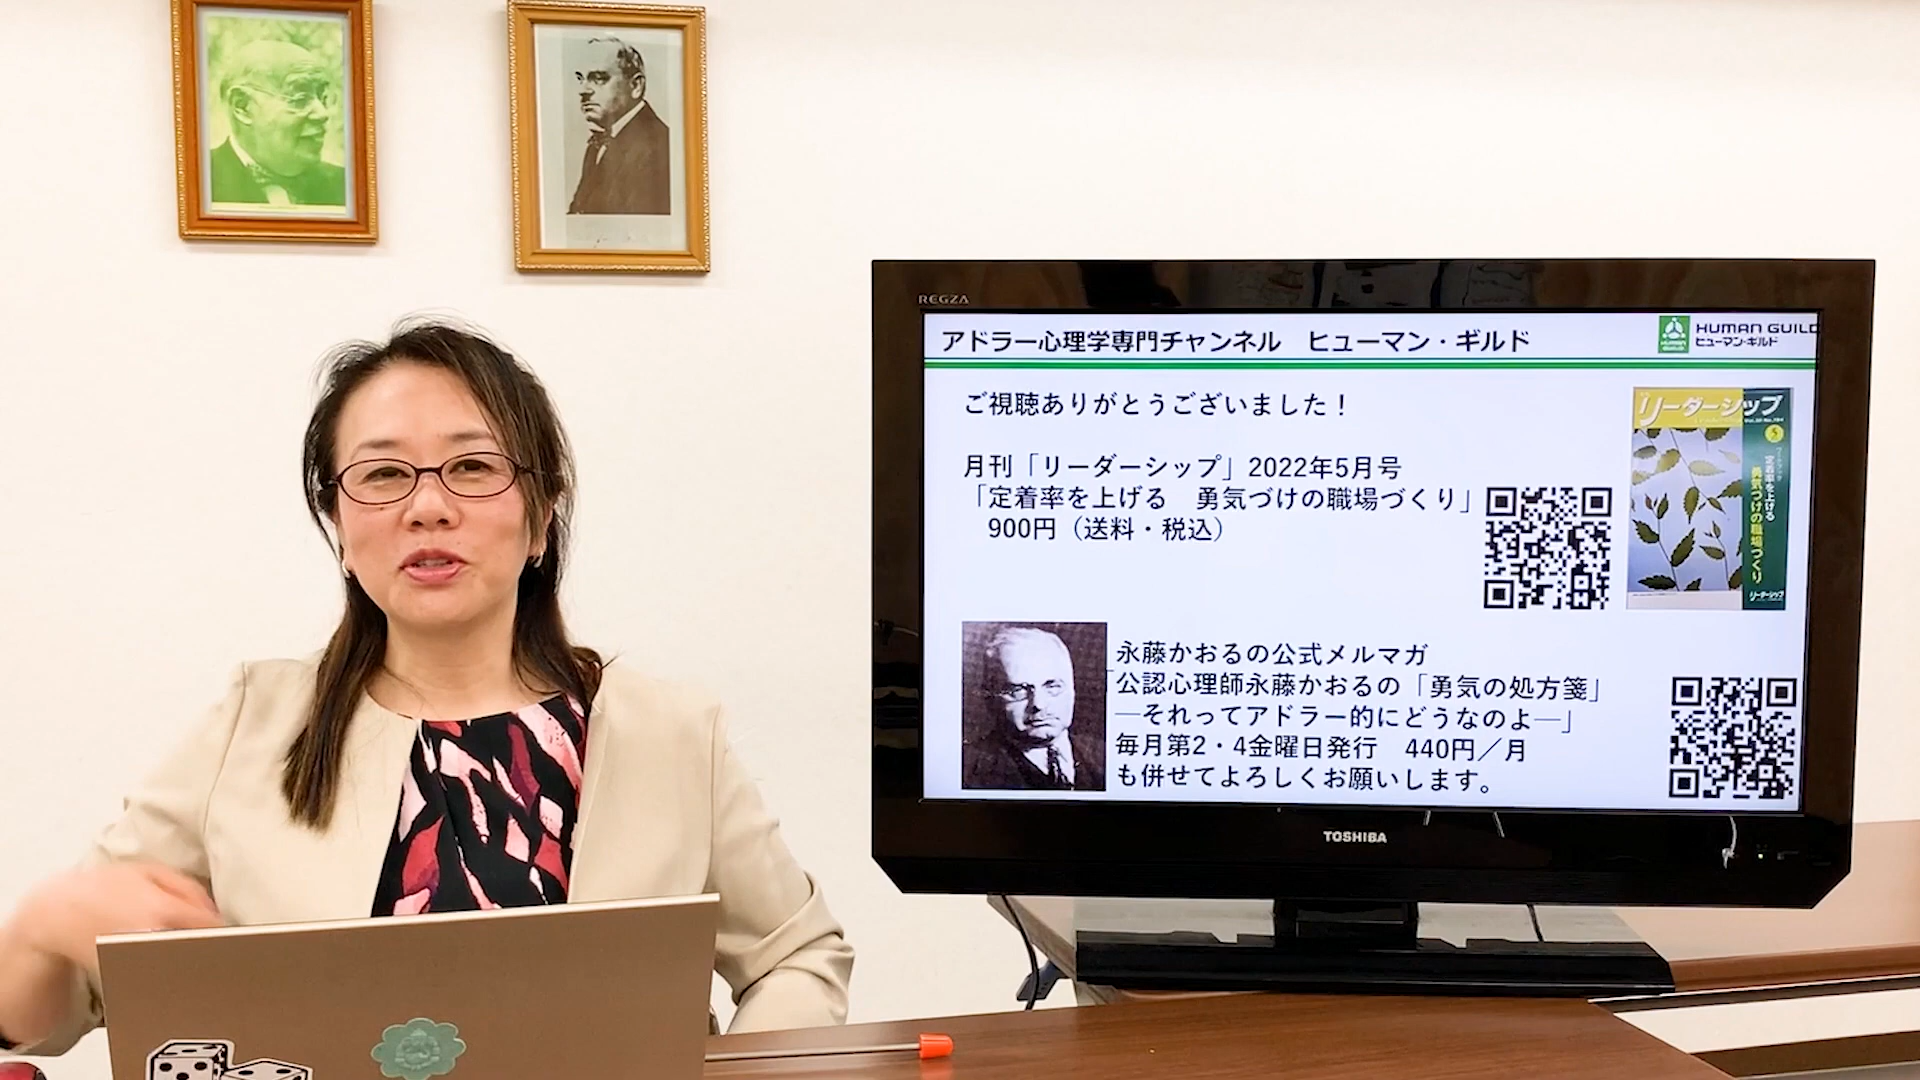 REGZA
アドラー心理学専門チャンネル　ヒューマン・ギルド
HUMAN GUILD
ヒューマン・ギルド
ご視聴ありがとうございました！
月刊「リーダーシップ」2022年5月号
「定着率を上げる　勇気づけの職場づくり」
900円（送料・税込）
リーダーシップ
5
定着率を上げる
勇気づけの職場づくり
リーダーシップ
永藤かおるの公式メルマガ
公認心理師永藤かおるの「勇気の処方箋」
―それってアドラー的にどうなのよ―」
毎月第2・4金曜日発行　440円／月
も併せてよろしくお願いします。
TOSHIBA